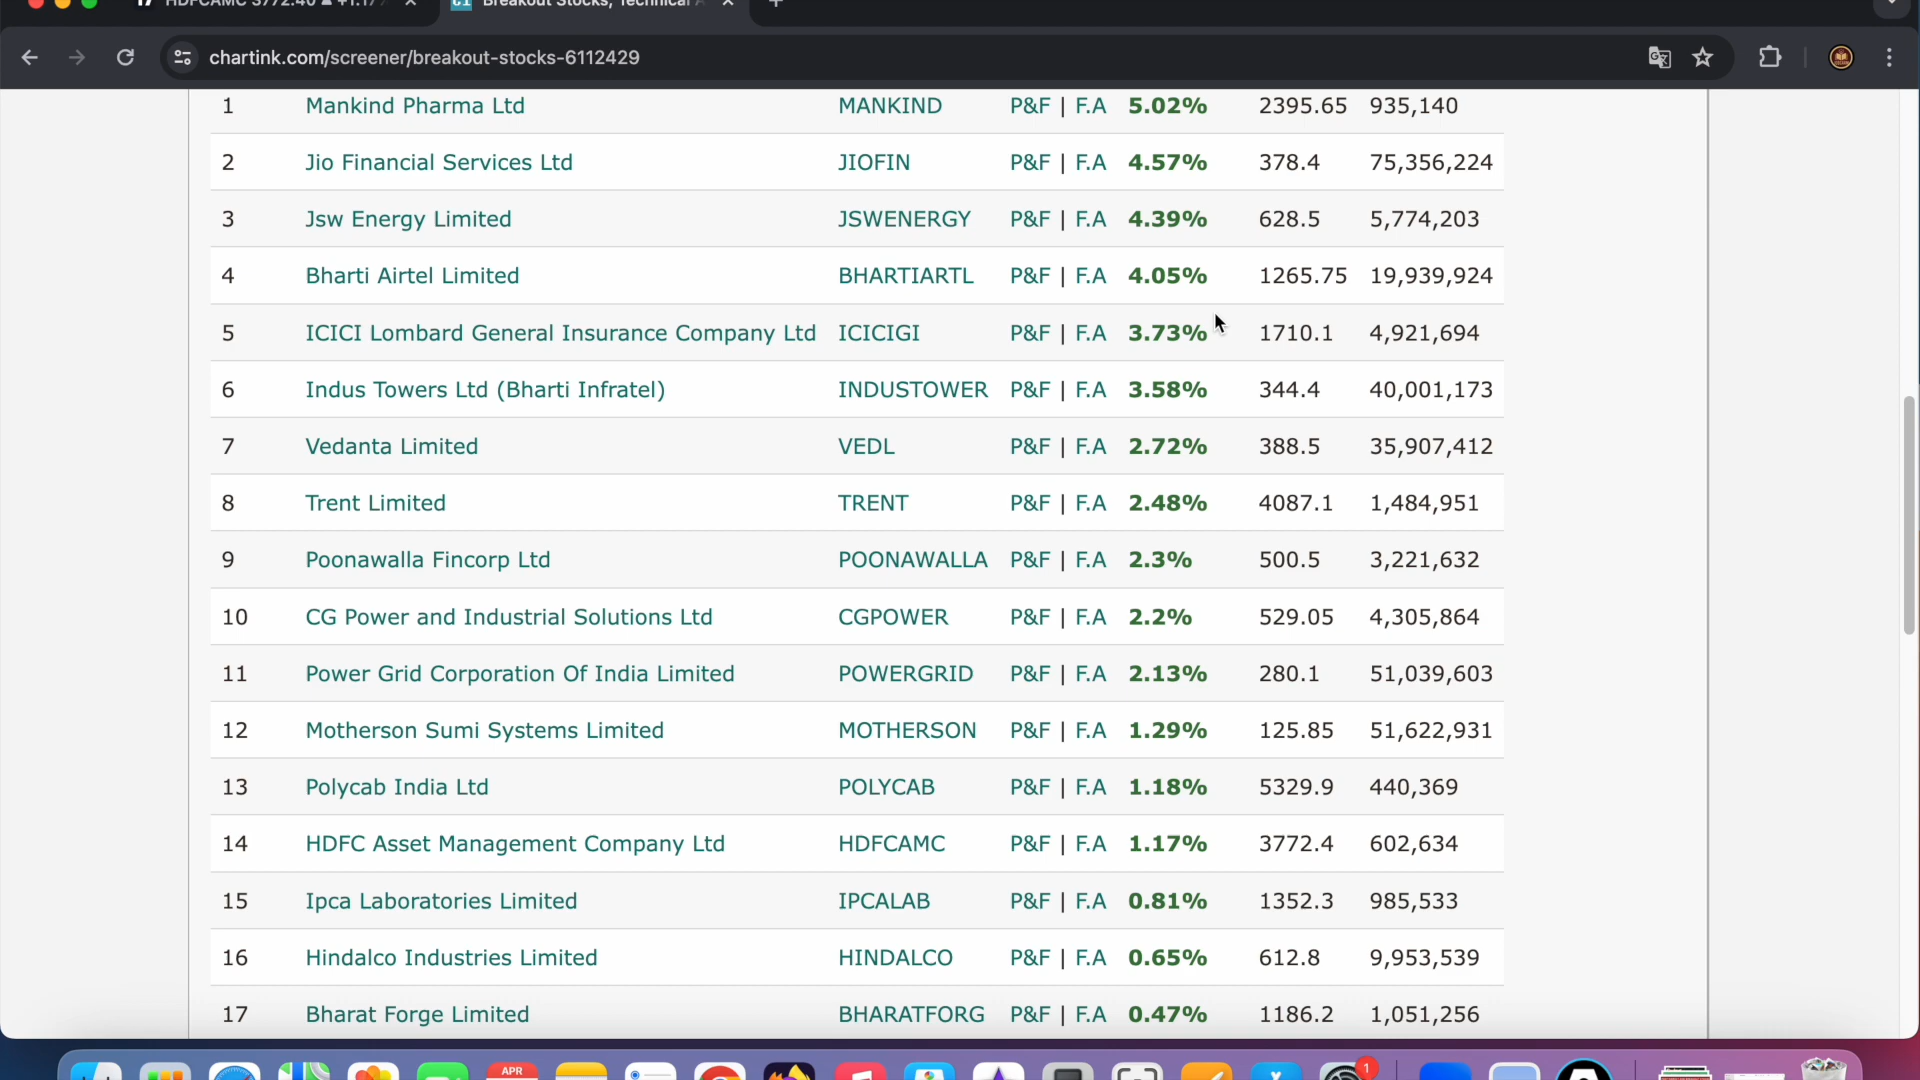 HDFCAMC 3772.40 ▲ +1.17
Breakout Stocks, Technical A
chartink.com/screener/breakout-stocks-6112429
1 Mankind Pharma Ltd MANKIND P&F | F.A 5.02% 2395.65 935,140
2 Jio Financial Services Ltd JIOFIN P&F | F.A 4.57% 378.4 75,356,224
3 Jsw Energy Limited JSWENERGY P&F | F.A 4.39% 628.5 5,774,203
4 Bharti Airtel Limited BHARTIARTL P&F | F.A 4.05% 1265.75 19,939,924
5 ICICI Lombard General Insurance Company Ltd ICICIGI P&F | F.A 3.73% 1710.1 4,921,694
6 Indus Towers Ltd (Bharti Infratel) INDUSTOWER P&F | F.A 3.58% 344.4 40,001,173
7 Vedanta Limited VEDL P&F | F.A 2.72% 388.5 35,907,412
8 Trent Limited TRENT P&F | F.A 2.48% 4087.1 1,484,951
9 Poonawalla Fincorp Ltd POONAWALLA P&F | F.A 2.3% 500.5 3,221,632
10 CG Power and Industrial Solutions Ltd CGPOWER P&F | F.A 2.2% 529.05 4,305,864
11 Power Grid Corporation Of India Limited POWERGRID P&F | F.A 2.13% 280.1 51,039,603
12 Motherson Sumi Systems Limited MOTHERSON P&F | F.A 1.29% 125.85 51,622,931
13 Polycab India Ltd POLYCAB P&F | F.A 1.18% 5329.9 440,369
14 HDFC Asset Management Company Ltd HDFCAMC P&F | F.A 1.17% 3772.4 602,634
15 Ipca Laboratories Limited IPCALAB P&F | F.A 0.81% 1352.3 985,533
16 Hindalco Industries Limited HINDALCO P&F | F.A 0.65% 612.8 9,953,539
17 Bharat Forge Limited BHARATFORG P&F | F.A 0.47% 1186.2 1,051,256
APR
1